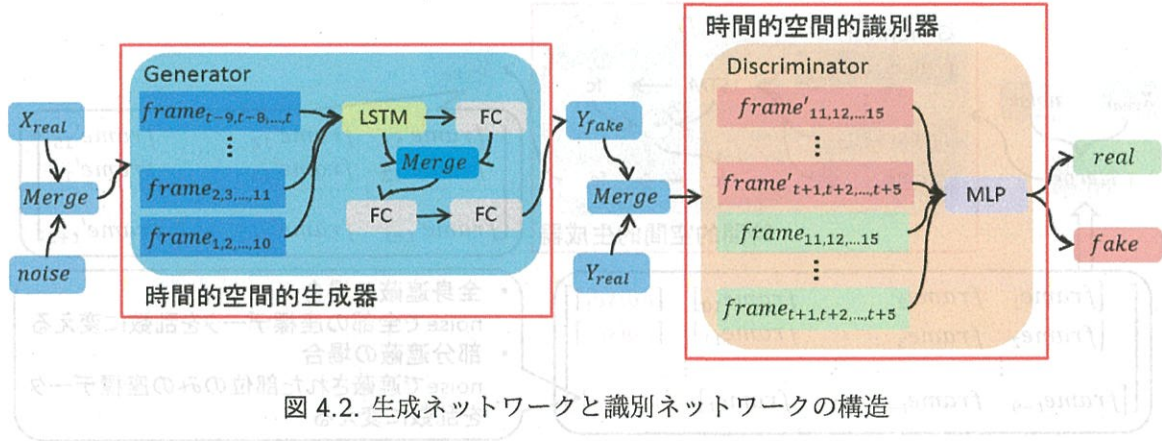 時間的空間的生成器
Generator
X_real
Merge
noise
frame_t−9,t−8,...,t
⋮
frame_2,3,...,11
frame_1,2,...,10
LSTM
FC
Merge
FC
FC
時間的空間的識別器
Discriminator
Y_fake
Merge
Y_real
frame'_11,12,...15
⋮
frame'_t+1,t+2,...,t+5
frame_11,12,...15
⋮
frame_t+1,t+2,...,t+5
MLP
real
fake
図 4.2. 生成ネットワークと識別ネットワークの構造